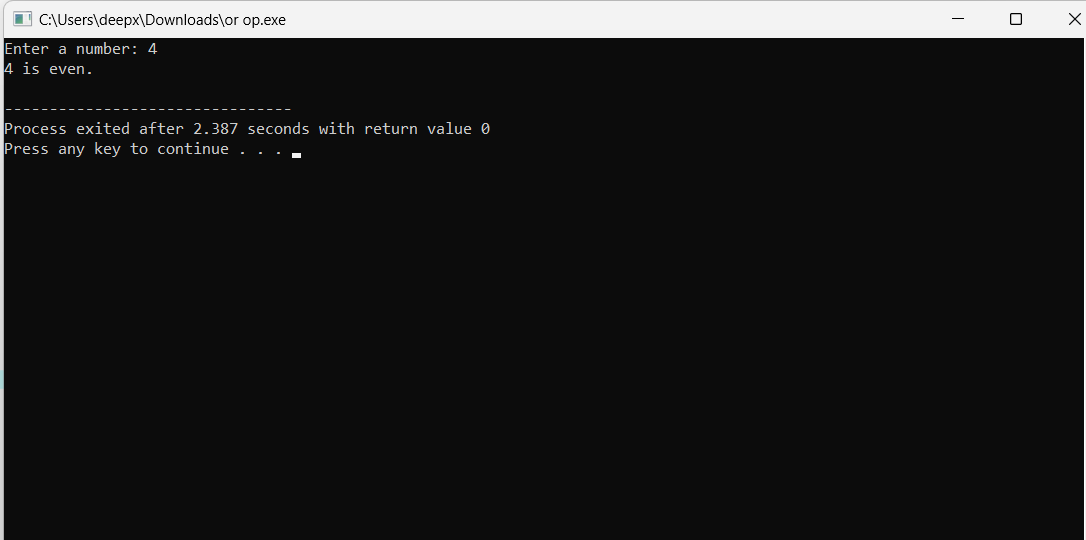 C:\Users\deepx\Downloads\or op.exe
Enter a number: 4
4 is even.
--------------------------------
Process exited after 2.387 seconds with return value 0
Press any key to continue . . .